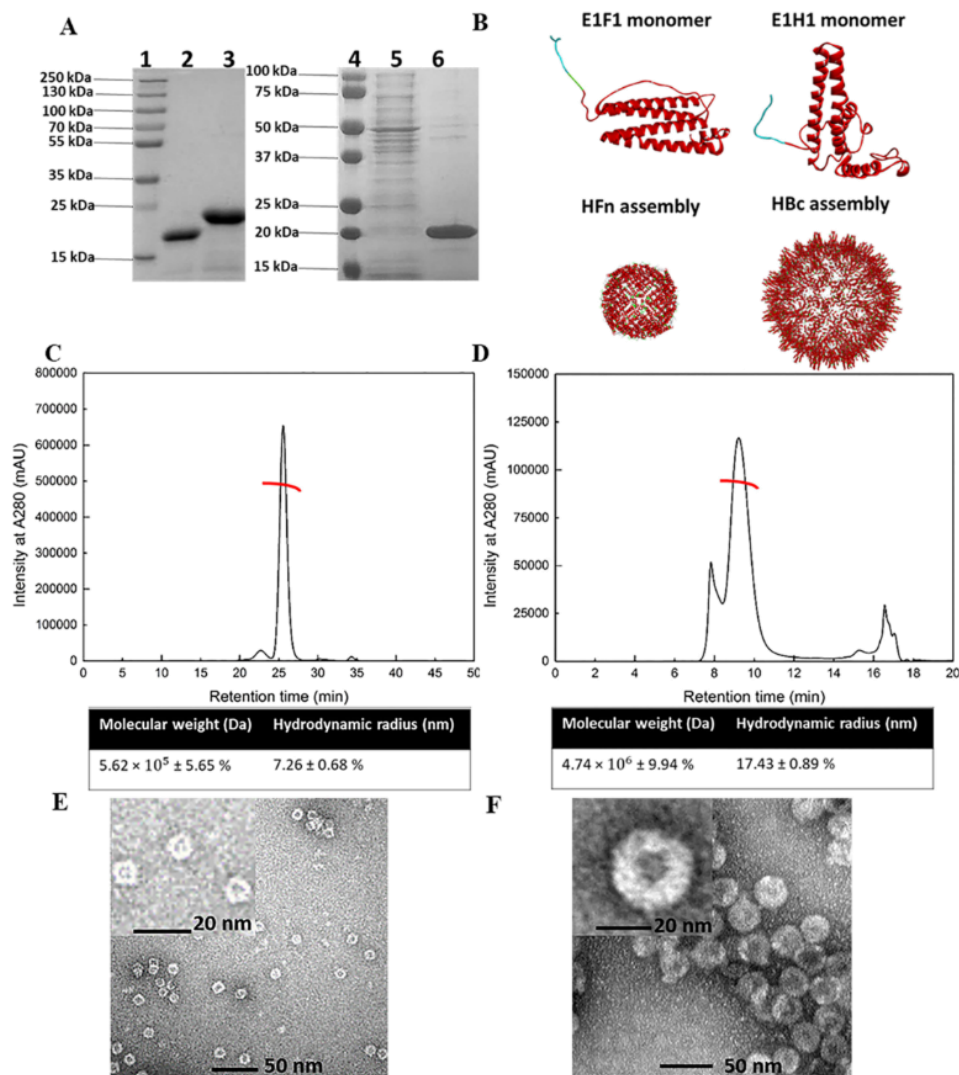 A
1 2 3
250 kDa
130 kDa
100 kDa
70 kDa
55 kDa
35 kDa
25 kDa
15 kDa
4 5 6
100 kDa
75 kDa
50 kDa
37 kDa
25 kDa
20 kDa
15 kDa
B
E1F1 monomer E1H1 monomer
HFn assembly HBc assembly
C
800000
700000
600000
500000
400000
300000
200000
100000
0
Intensity at A280 (mAU)
0 5 10 15 20 25 30 35 40 45 50
Retention time (min)
Molecular weight (Da) Hydrodynamic radius (nm)
5.62 × 10⁵ ± 5.65 % 7.26 ± 0.68 %
D
150000
125000
100000
75000
50000
25000
0
Intensity at A280 (mAU)
0 2 4 6 8 10 12 14 16 18 20
Retention time (min)
Molecular weight (Da) Hydrodynamic radius (nm)
4.74 × 10⁶ ± 9.94 % 17.43 ± 0.89 %
E
20 nm
50 nm
F
20 nm
50 nm